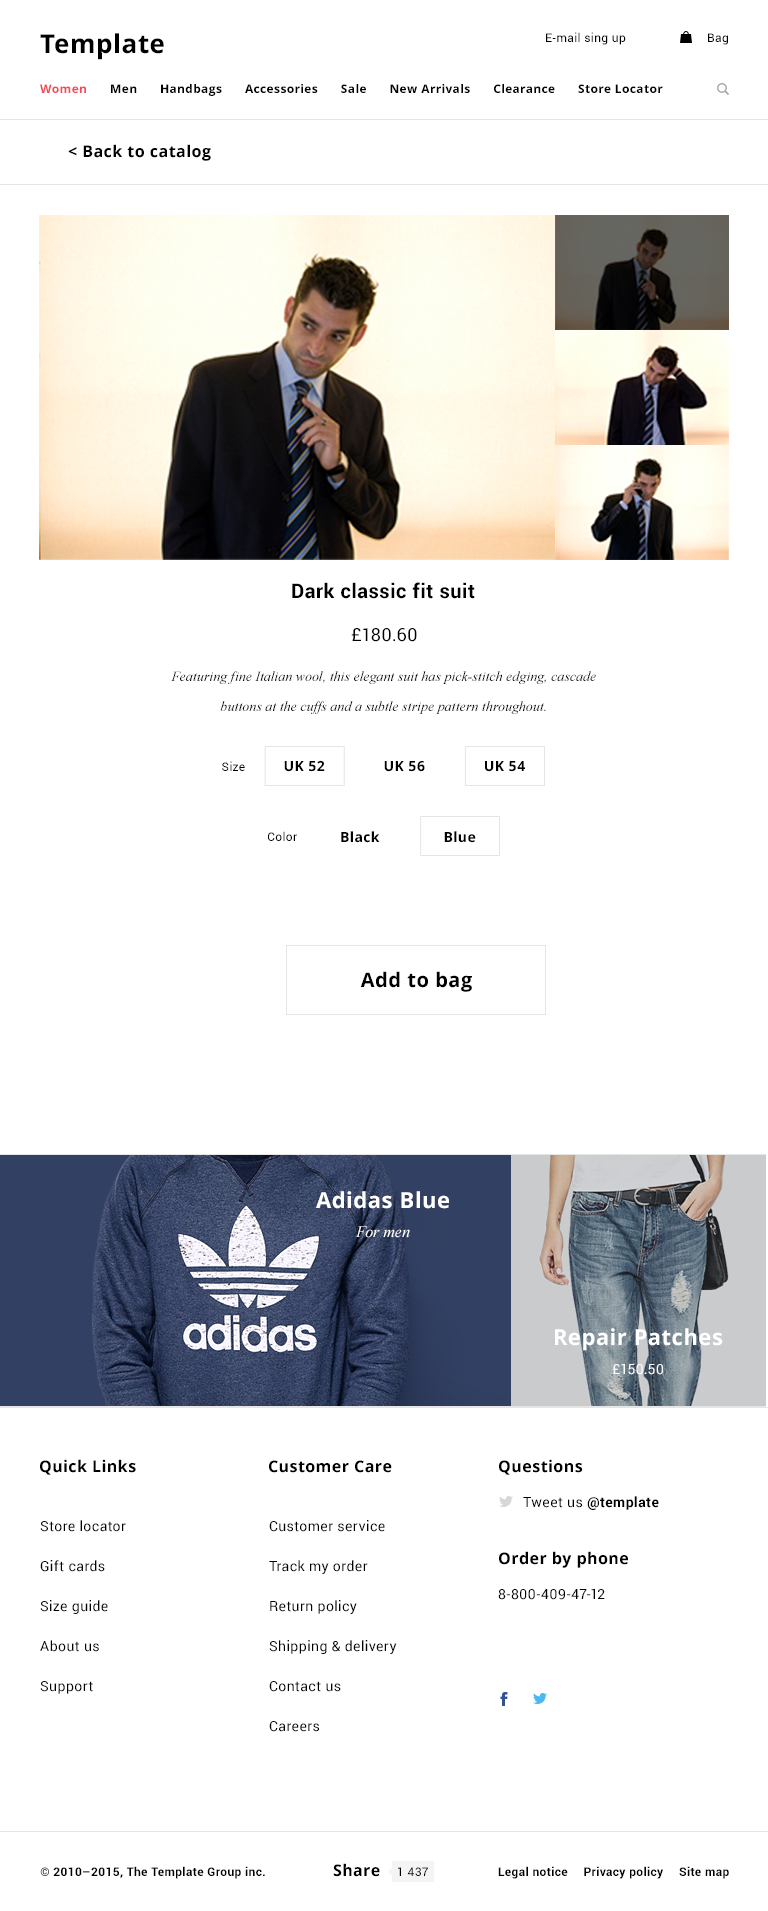 Template
E-mail sing up
Bag
Women Men Handbags Accessories Sale New Arrivals Clearance Store Locator
< Back to catalog
Dark classic fit suit
£180.60
Featuring fine Italian wool, this elegant suit has pick-stitch edging, cascade
buttons at the cuffs and a subtle stripe pattern throughout.
Size UK 52 UK 56 UK 54
Color Black Blue
Add to bag
Adidas Blue
For men
adidas
Repair Patches
£150.50
Quick Links
Store locator
Gift cards
Size guide
About us
Support
Customer Care
Customer service
Track my order
Return policy
Shipping & delivery
Contact us
Careers
Questions
Tweet us @template
Order by phone
8-800-409-47-12
© 2010–2015, The Template Group inc.
Share 1 437
Legal notice Privacy policy Site map